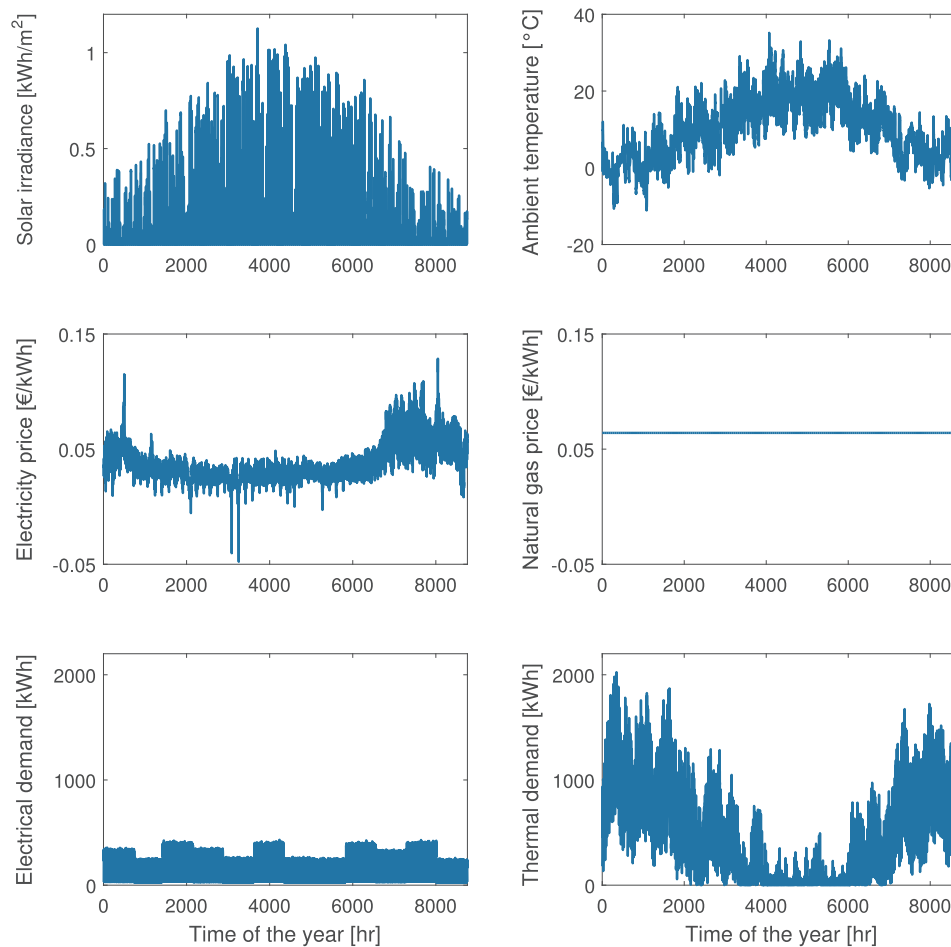 Solar irradiance [kWh/m²]
1
0.5
0
0 2000 4000 6000 8000
Ambient temperature [°C]
40
20
0
-20
0 2000 4000 6000 8000
Electricity price [€/kWh]
0.15
0.05
-0.05
0 2000 4000 6000 8000
Natural gas price [€/kWh]
0.15
0.05
-0.05
0 2000 4000 6000 8000
Electrical demand [kWh]
2000
1000
0
0 2000 4000 6000 8000
Time of the year [hr]
Thermal demand [kWh]
2000
1000
0
0 2000 4000 6000 8000
Time of the year [hr]